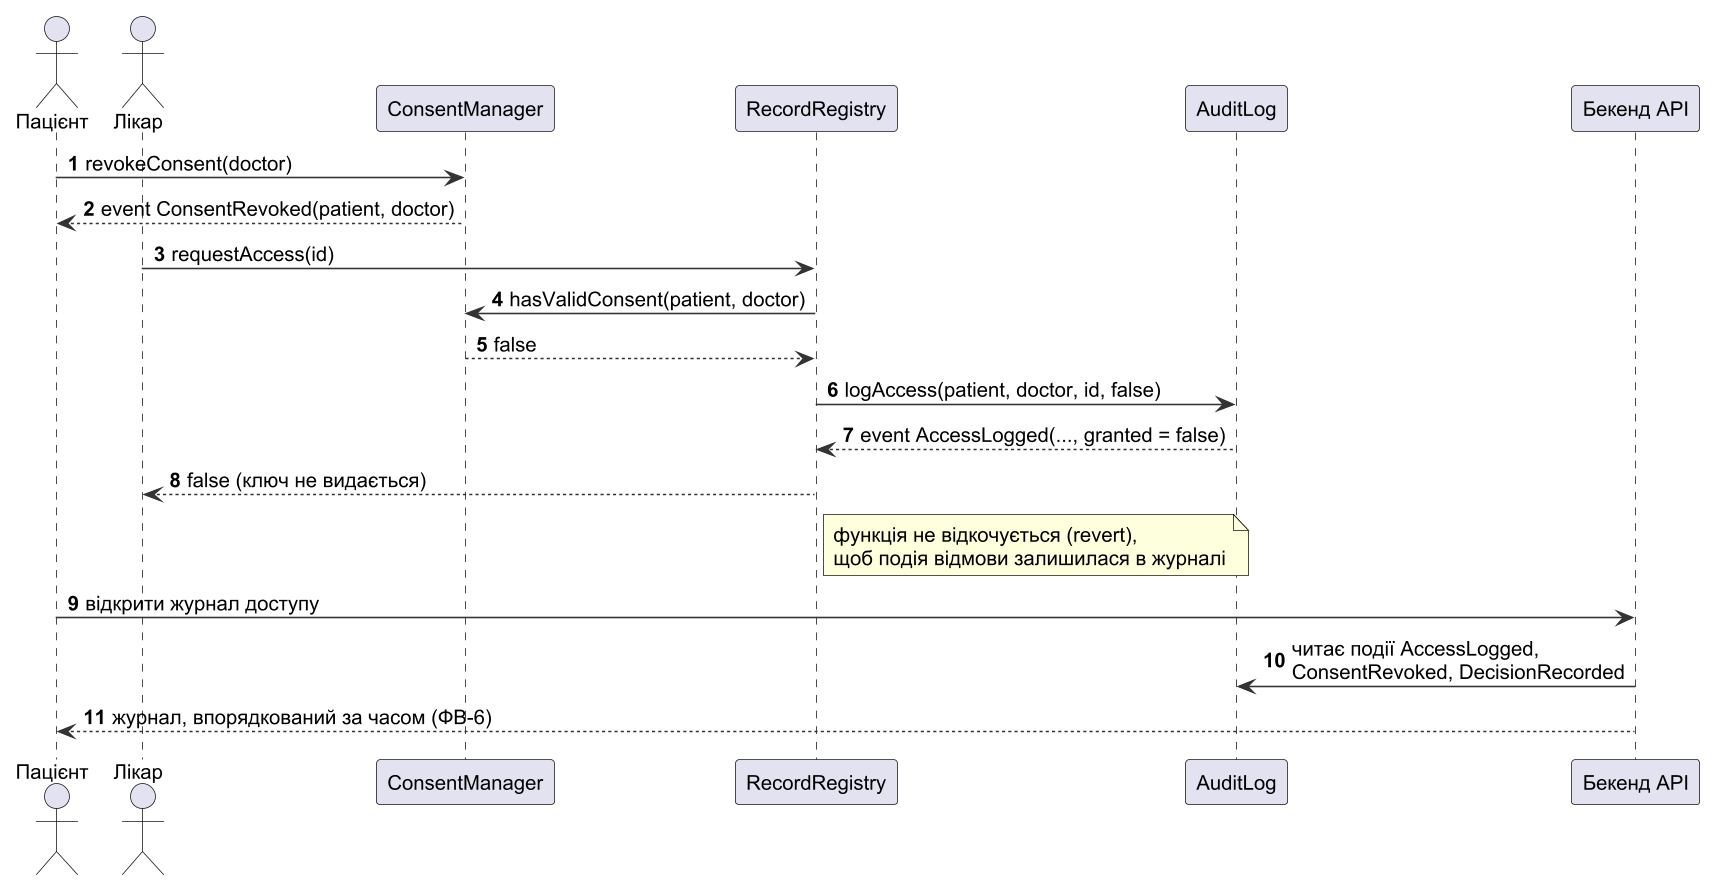 Пацієнт
Лікар
ConsentManager
RecordRegistry
AuditLog
Бекенд API
1 revokeConsent(doctor)
2 event ConsentRevoked(patient, doctor)
3 requestAccess(id)
4 hasValidConsent(patient, doctor)
5 false
6 logAccess(patient, doctor, id, false)
7 event AccessLogged(..., granted = false)
8 false (ключ не видається)
функція не відкочується (revert),
щоб подія відмови залишилася в журналі
9 відкрити журнал доступу
10 читає події AccessLogged,
ConsentRevoked, DecisionRecorded
11 журнал, впорядкований за часом (ФВ-6)
Пацієнт
Лікар
ConsentManager
RecordRegistry
AuditLog
Бекенд API